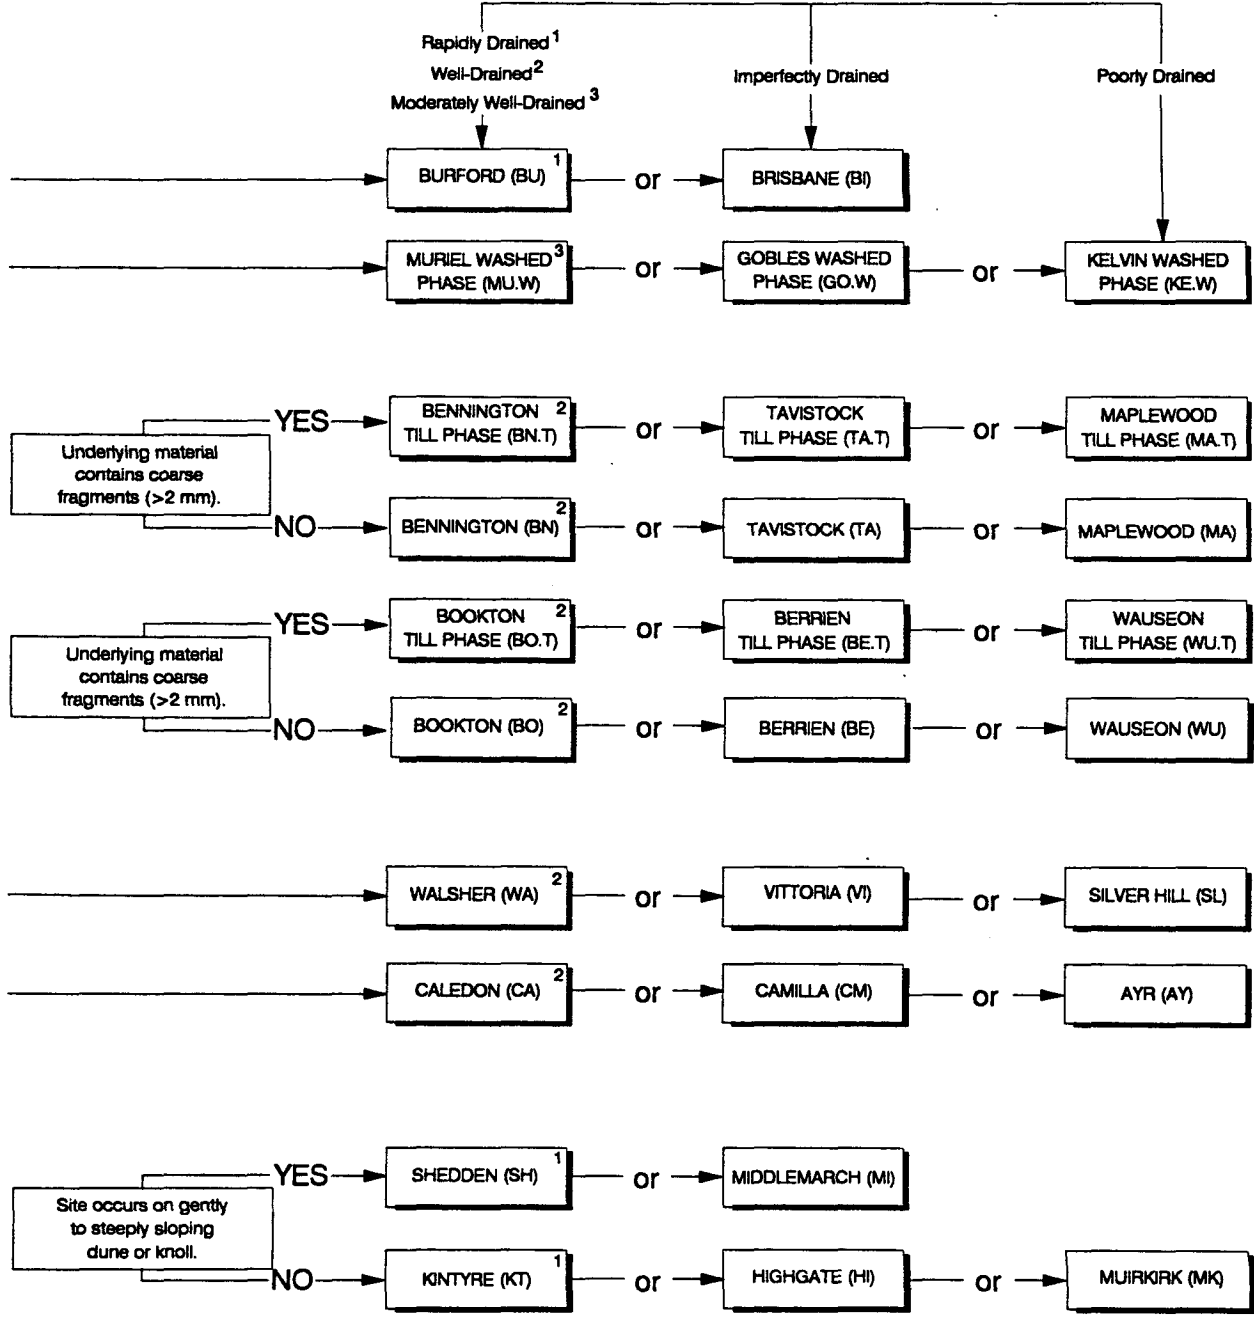 Rapidly Drained 1
Well-Drained 2
Moderately Well-Drained 3
Imperfectly Drained
Poorly Drained
BURFORD (BU) 1
or
BRISBANE (BI)
MURIEL WASHED 3
PHASE (MU.W)
or
GOBLES WASHED
PHASE (GO.W)
or
KELVIN WASHED
PHASE (KE.W)
Underlying material
contains coarse
fragments (>2 mm).
YES
BENNINGTON 2
TILL PHASE (BN.T)
or
TAVISTOCK
TILL PHASE (TA.T)
or
MAPLEWOOD
TILL PHASE (MA.T)
NO
BENNINGTON (BN) 2
or
TAVISTOCK (TA)
or
MAPLEWOOD (MA)
Underlying material
contains coarse
fragments (>2 mm).
YES
BOOKTON 2
TILL PHASE (BO.T)
or
BERRIEN
TILL PHASE (BE.T)
or
WAUSEON
TILL PHASE (WU.T)
NO
BOOKTON (BO) 2
or
BERRIEN (BE)
or
WAUSEON (WU)
WALSHER (WA) 2
or
VITTORIA (VI)
or
SILVER HILL (SL)
CALEDON (CA) 2
or
CAMILLA (CM)
or
AYR (AY)
Site occurs on gently
to steeply sloping
dune or knoll.
YES
SHEDDEN (SH) 1
or
MIDDLEMARCH (MI)
NO
KINTYRE (KT) 1
or
HIGHGATE (HI)
or
MUIRKIRK (MK)